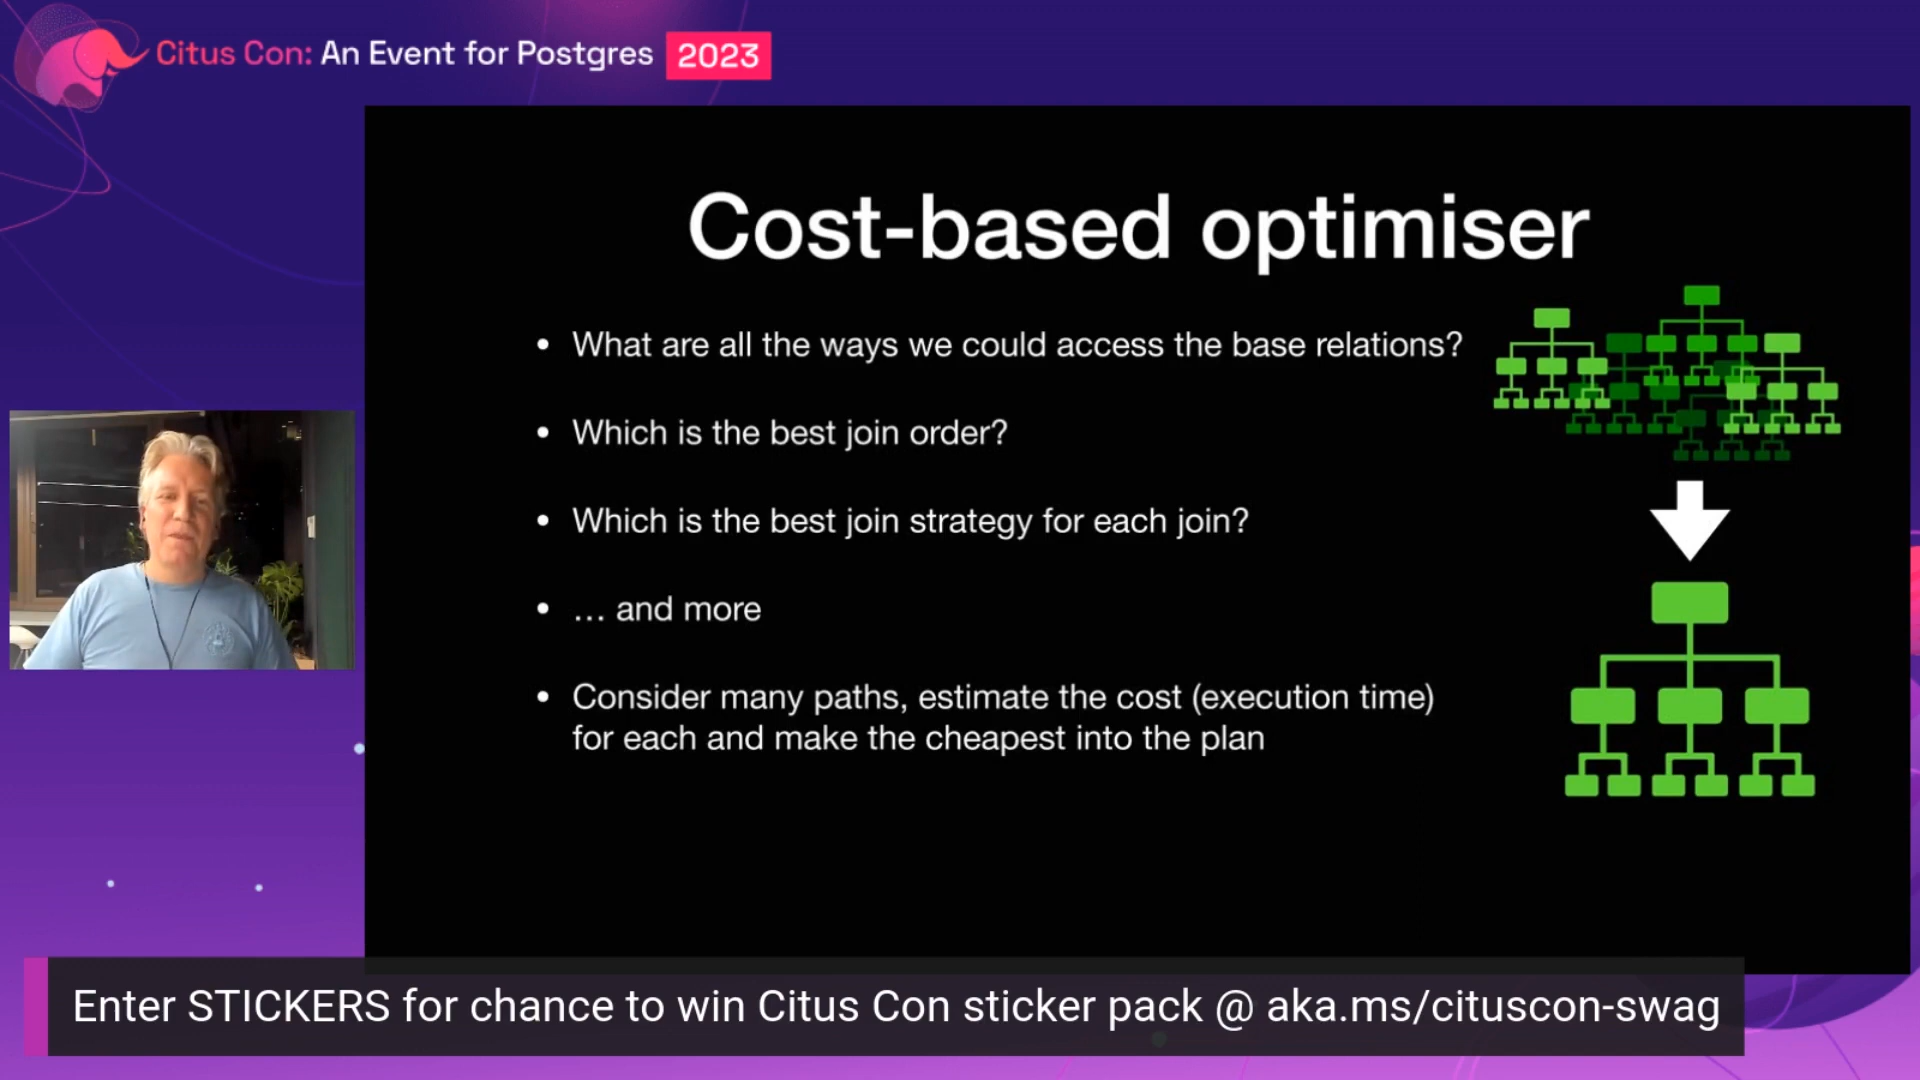 Citus Con: An Event for Postgres 2023
Cost-based optimiser
• What are all the ways we could access the base relations?
• Which is the best join order?
• Which is the best join strategy for each join?
• … and more
• Consider many paths, estimate the cost (execution time)
for each and make the cheapest into the plan
Enter STICKERS for chance to win Citus Con sticker pack @ aka.ms/cituscon-swag